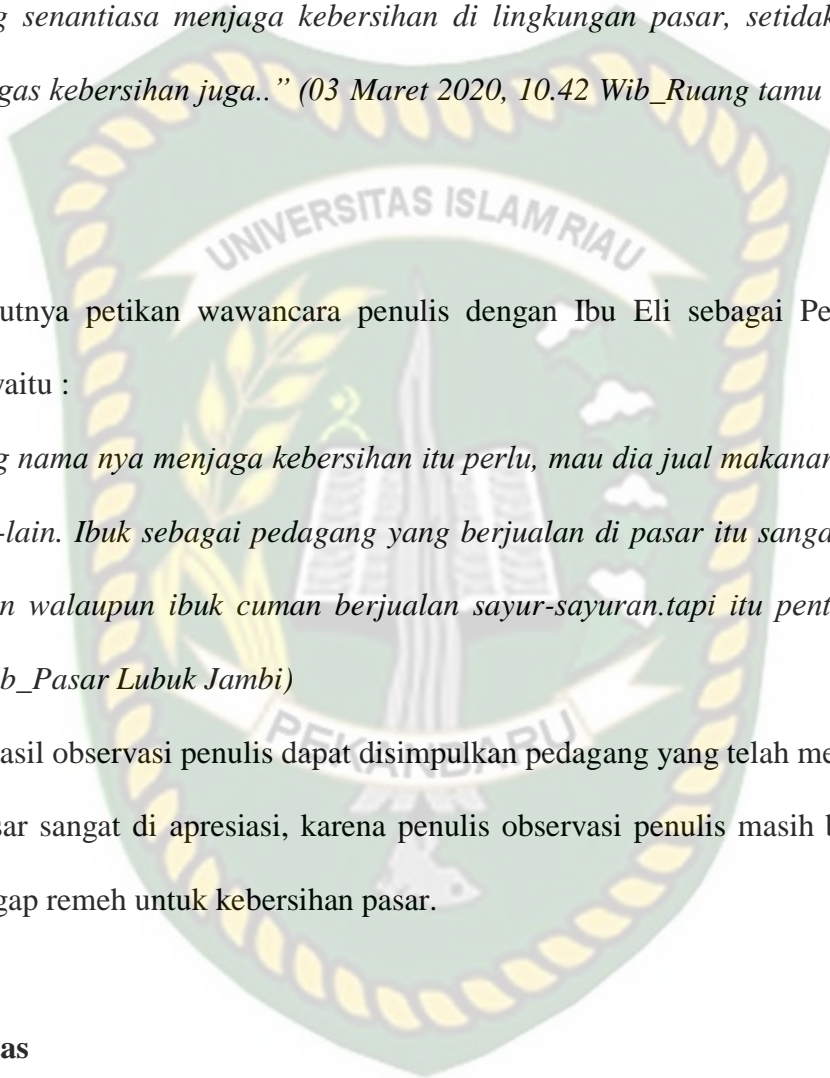 g senantiasa menjaga kebersihan di lingkungan pasar, setidak
gas kebersihan juga..” (03 Maret 2020, 10.42 Wib_Ruang tamu
UNIVERSITAS ISLAM RIAU
utnya petikan wawancara penulis dengan Ibu Eli sebagai Pe
yaitu :
g nama nya menjaga kebersihan itu perlu, mau dia jual makanan
-lain. Ibuk sebagai pedagang yang berjualan di pasar itu sanga
n walaupun ibuk cuman berjualan sayur-sayuran.tapi itu pent
b_Pasar Lubuk Jambi)
PEKANBARU
asil observasi penulis dapat disimpulkan pedagang yang telah me
sar sangat di apresiasi, karena penulis observasi penulis masih b
gap remeh untuk kebersihan pasar.
as